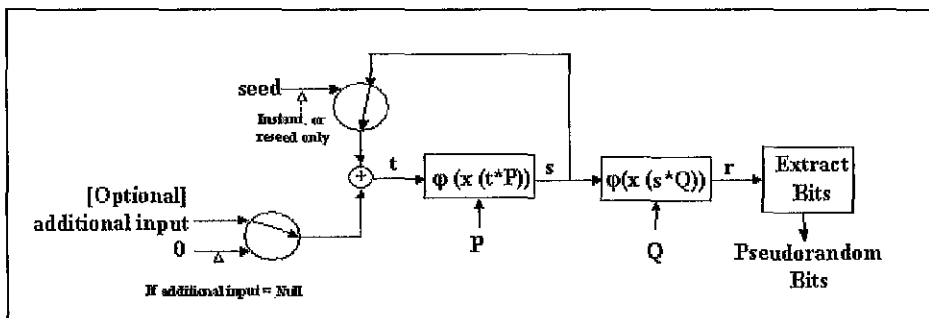 seed
Instant. or
reseed only
+
t
φ (x (t*P))
s
φ(x (s*Q))
r
Extract
Bits
[Optional]
additional input
0
P
Q
Pseudorandom
Bits
If additional input = Null